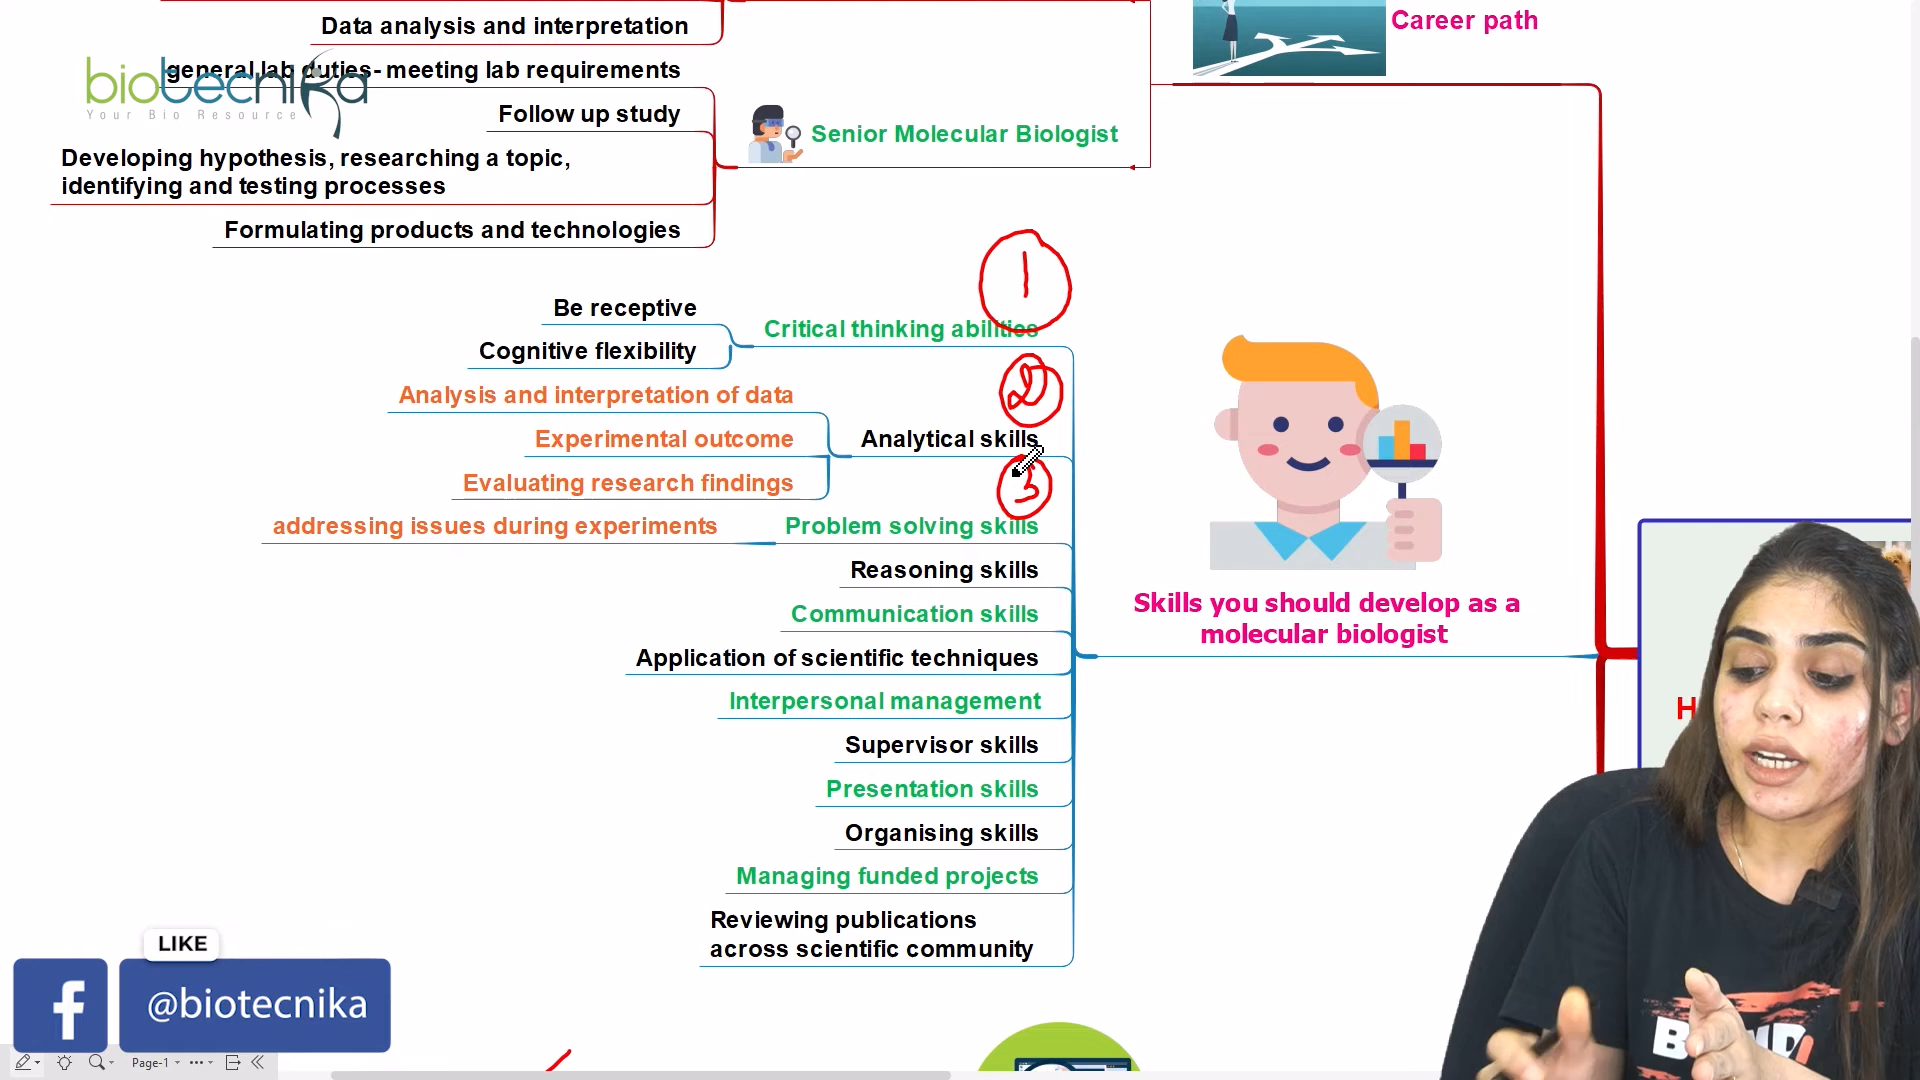 Data analysis and interpretation
general lab duties- meeting lab requirements
Follow up study
Developing hypothesis, researching a topic,
identifying and testing processes
Formulating products and technologies
Senior Molecular Biologist
Career path
biotecnika
Your Bio Resource
1
Be receptive
Cognitive flexibility
Critical thinking abilities
2
Analysis and interpretation of data
Experimental outcome
Evaluating research findings
Analytical skills
3
addressing issues during experiments
Problem solving skills
Reasoning skills
Communication skills
Application of scientific techniques
Interpersonal management
Supervisor skills
Presentation skills
Organising skills
Managing funded projects
Reviewing publications
across scientific community
Skills you should develop as a
molecular biologist
H
LIKE
f
@biotecnika
Page-1